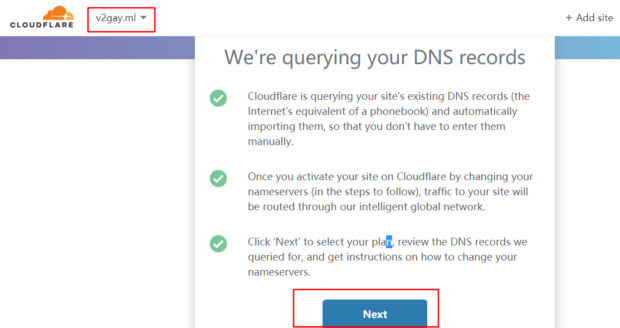 CLOUDFLARE
v2gay.ml
+ Add site
We're querying your DNS records
Cloudflare is querying your site's existing DNS records (the
Internet's equivalent of a phonebook) and automatically
importing them, so that you don't have to enter them
manually.
Once you activate your site on Cloudflare by changing your
nameservers (in the steps to follow), traffic to your site will
be routed through our intelligent global network.
Click 'Next' to select your plan, review the DNS records we
queried for, and get instructions on how to change your
nameservers.
Next